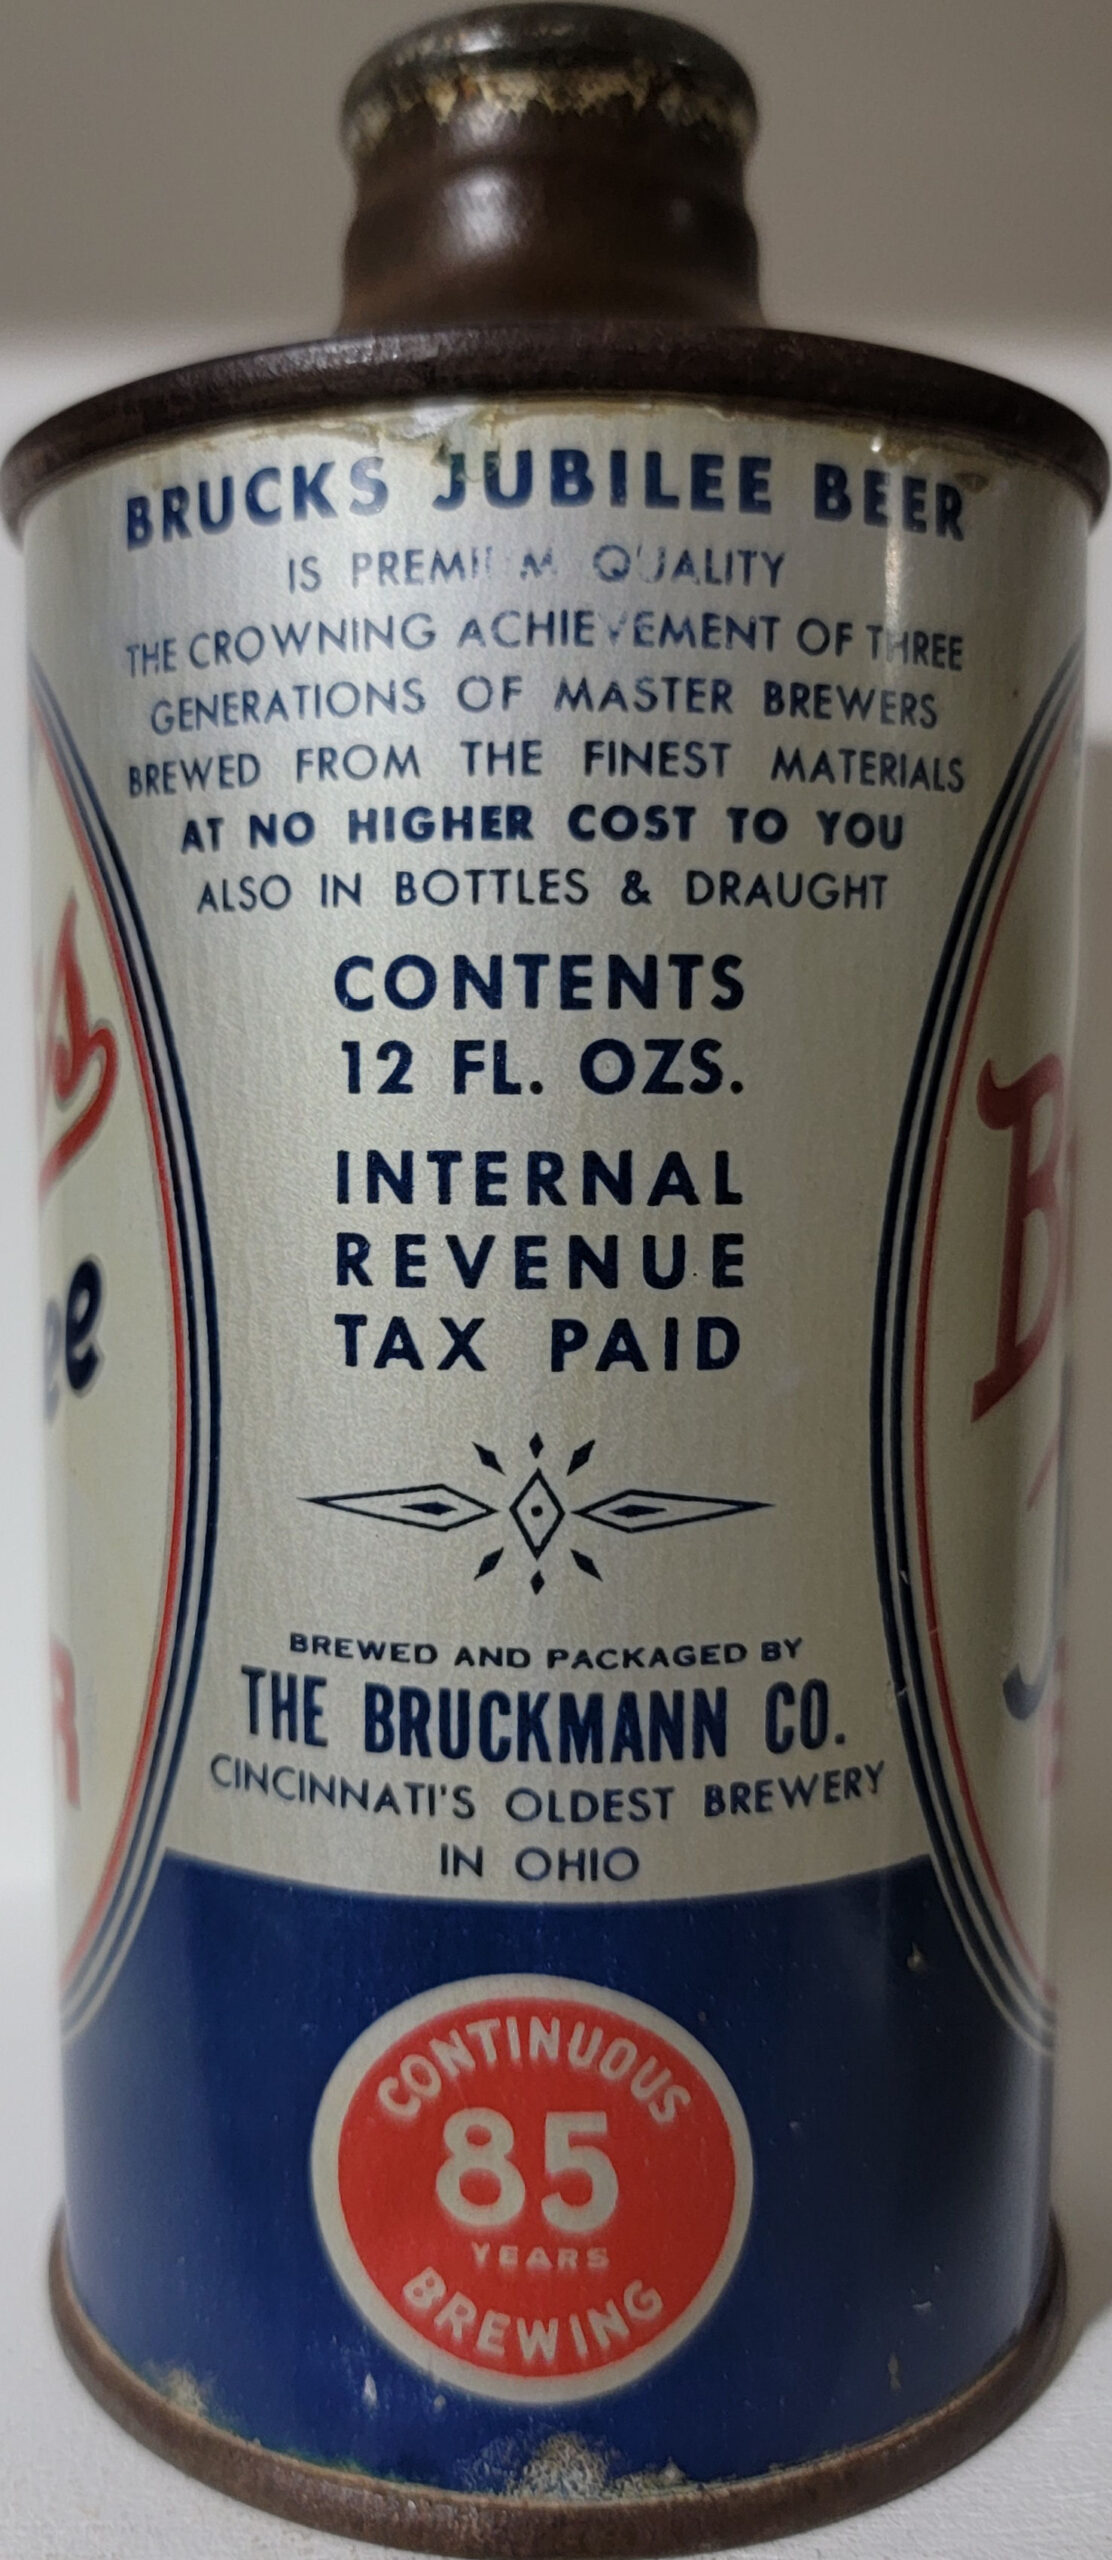 BRUCKS JUBILEE BEER
IS PREMIUM QUALITY
THE CROWNING ACHIEVEMENT OF THREE
GENERATIONS OF MASTER BREWERS
BREWED FROM THE FINEST MATERIALS
AT NO HIGHER COST TO YOU
ALSO IN BOTTLES & DRAUGHT
CONTENTS
12 FL. OZS.
INTERNAL
REVENUE
TAX PAID
BREWED AND PACKAGED BY
THE BRUCKMANN CO.
CINCINNATI'S OLDEST BREWERY
IN OHIO
CONTINUOUS
85
YEARS
BREWING